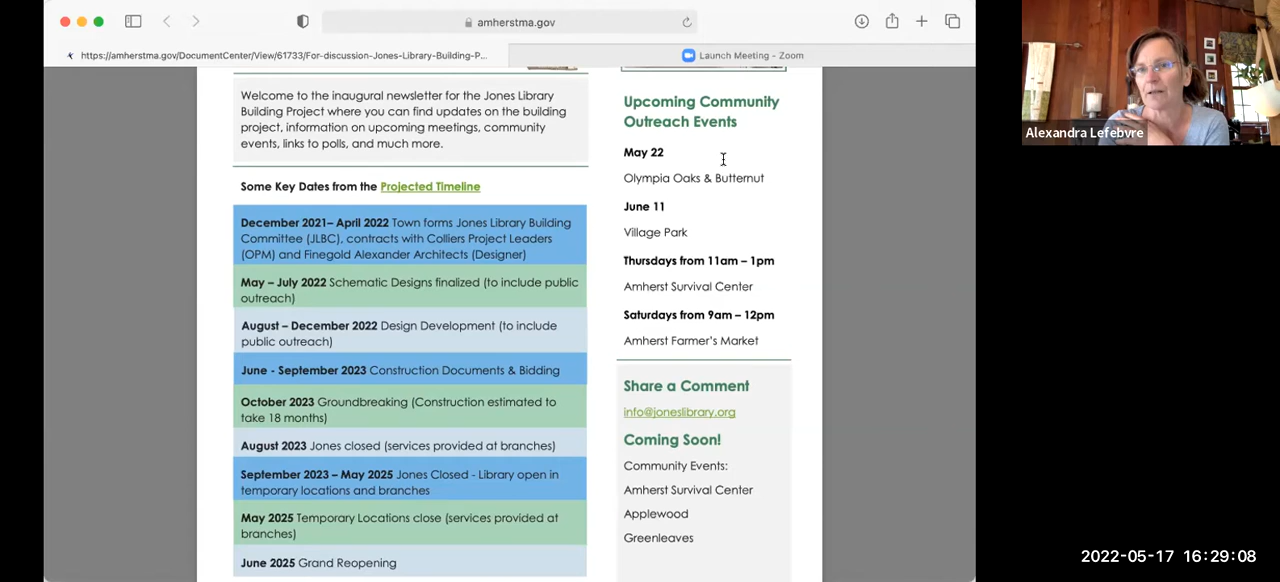 amherstma.gov
https://amherstma.gov/DocumentCenter/View/61733/For-discussion-Jones-Library-Building-P...
Launch Meeting - Zoom
Welcome to the inaugural newsletter for the Jones Library
Building Project where you can find updates on the building
project, information on upcoming meetings, community
events, links to polls, and much more.
Some Key Dates from the Projected Timeline
December 2021– April 2022 Town forms Jones Library Building
Committee (JLBC), contracts with Colliers Project Leaders
(OPM) and Finegold Alexander Architects (Designer)
May – July 2022 Schematic Designs finalized (to include public
outreach)
August – December 2022 Design Development (to include
public outreach)
June - September 2023 Construction Documents & Bidding
October 2023 Groundbreaking (Construction estimated to
take 18 months)
August 2023 Jones closed (services provided at branches)
September 2023 – May 2025 Jones Closed - Library open in
temporary locations and branches
May 2025 Temporary Locations close (services provided at
branches)
June 2025 Grand Reopening
Upcoming Community
Outreach Events
May 22
Olympia Oaks & Butternut
June 11
Village Park
Thursdays from 11am – 1pm
Amherst Survival Center
Saturdays from 9am – 12pm
Amherst Farmer's Market
Share a Comment
info@joneslibrary.org
Coming Soon!
Community Events:
Amherst Survival Center
Applewood
Greenleaves
Alexandra Lefebvre
2022-05-17 16:29:08